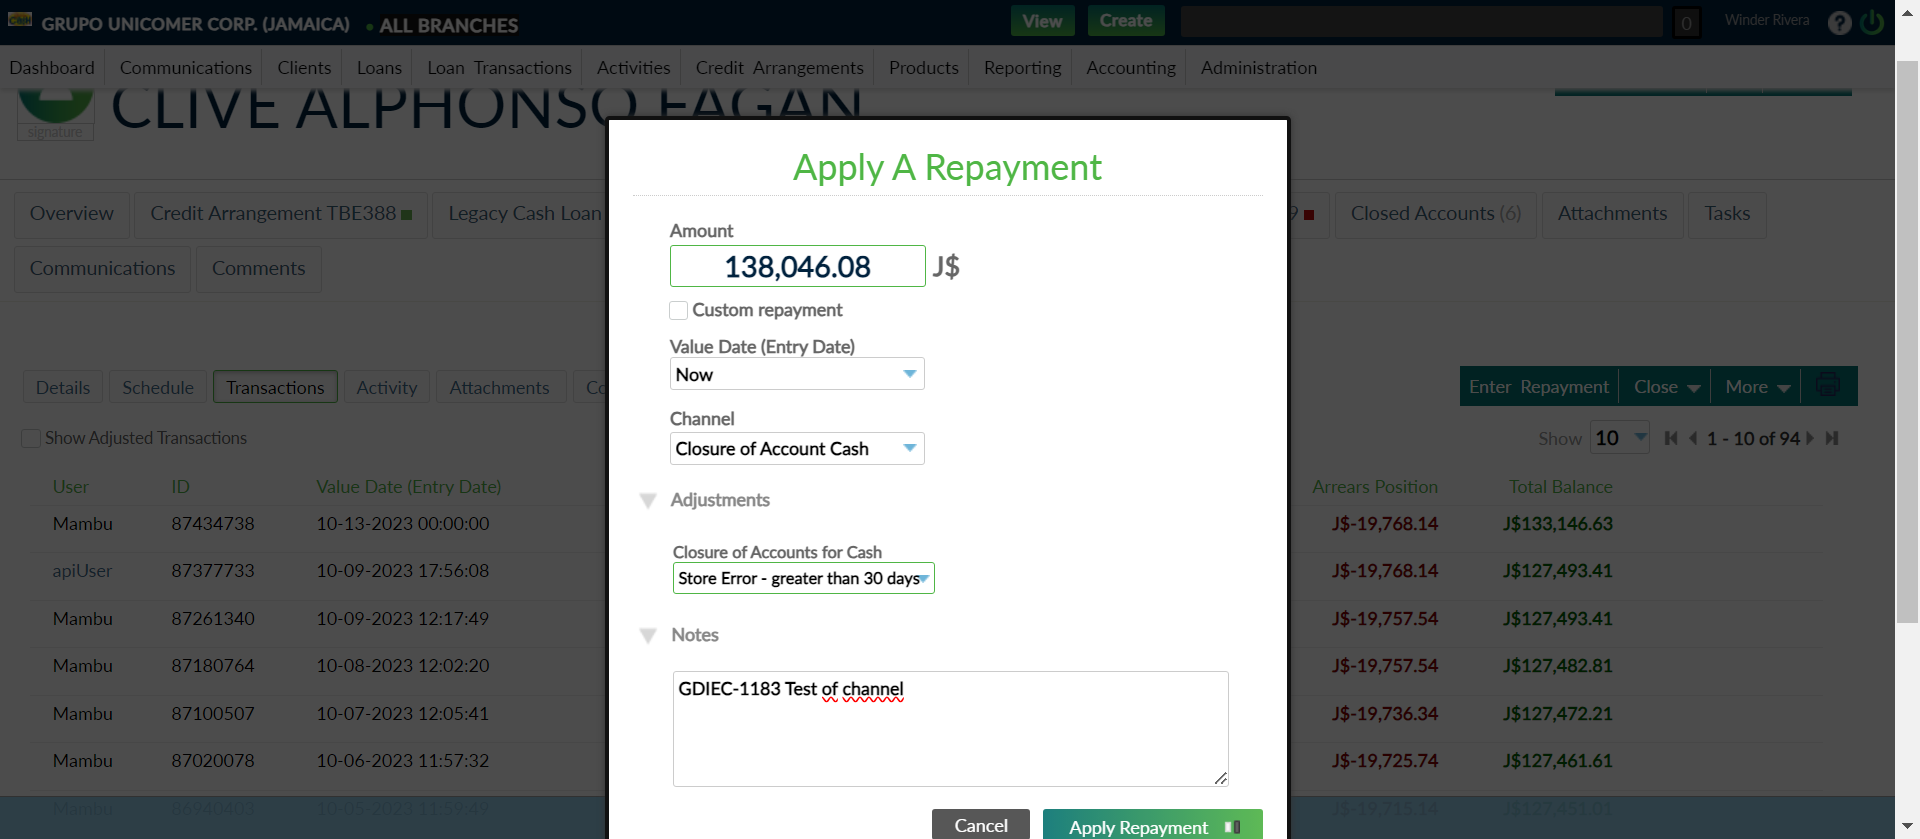 GRUPO UNICOMER CORP. (JAMAICA) • ALL BRANCHES View Create 0 Winder Rivera ?
Dashboard Communications Clients Loans Loan Transactions Activities Credit Arrangements Products Reporting Accounting Administration
CLIVE ALPHONSO FAGAN
signature
Apply A Repayment
Overview Credit Arrangement TBE388 Legacy Cash Loan 9 Closed Accounts (6) Attachments Tasks
Communications Comments
Amount
138,046.08 J$
Custom repayment
Value Date (Entry Date)
Now
Details Schedule Transactions Activity Attachments Co Enter Repayment Close More
Channel
Closure of Account Cash
Show Adjusted Transactions Show 10 1 - 10 of 94
Adjustments
User ID Value Date (Entry Date) Arrears Position Total Balance
Mambu 87434738 10-13-2023 00:00:00 J$-19,768.14 J$133,146.63
Closure of Accounts for Cash
Store Error - greater than 30 days
apiUser 87377733 10-09-2023 17:56:08 J$-19,768.14 J$127,493.41
Mambu 87261340 10-09-2023 12:17:49 J$-19,757.54 J$127,493.41
Notes
Mambu 87180764 10-08-2023 12:02:20 J$-19,757.54 J$127,482.81
GDIEC-1183 Test of channel
Mambu 87100507 10-07-2023 12:05:41 J$-19,736.34 J$127,472.21
Mambu 87020078 10-06-2023 11:57:32 J$-19,725.74 J$127,461.61
Mambu 86940403 10-05-2023 11:59:49 J$-19,715.14 J$127,451.01
Cancel Apply Repayment